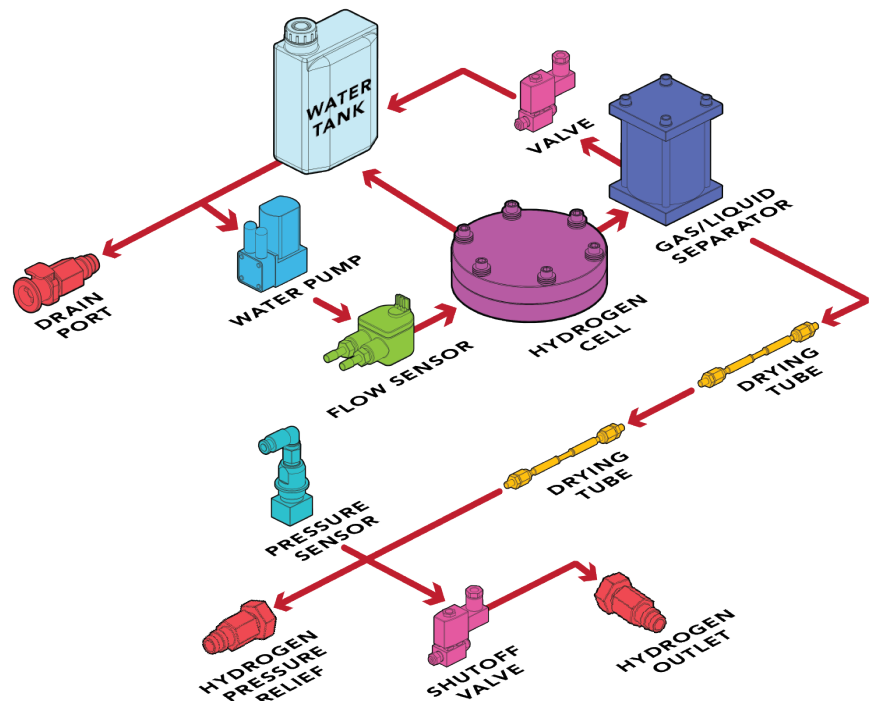 WATER
TANK
VALVE
GAS/LIQUID
SEPARATOR
DRAIN
PORT
WATER PUMP
FLOW SENSOR
HYDROGEN
CELL
DRYING
TUBE
DRYING
TUBE
PRESSURE
SENSOR
HYDROGEN
PRESSURE
RELIEF
SHUTOFF
VALVE
HYDROGEN
OUTLET